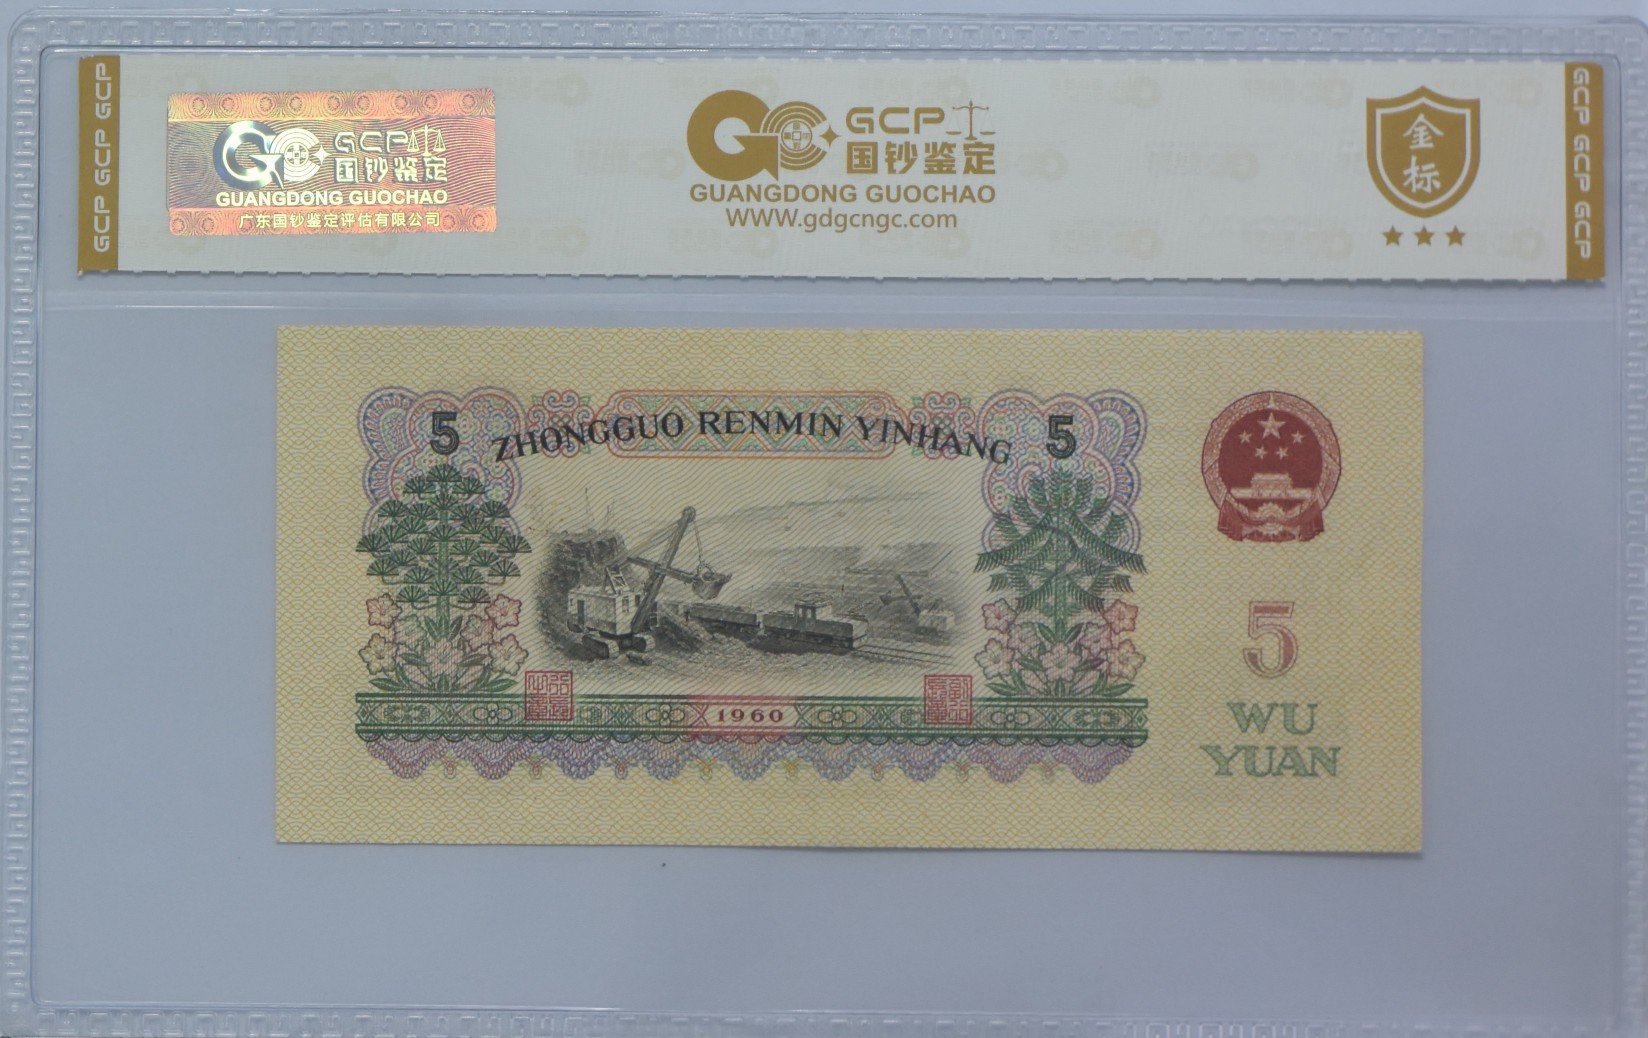 GCP GCP GCP
GCP
国钞鉴定
GUANGDONG GUOCHAO
广东国钞鉴定评估有限公司
GCP
国钞鉴定
GUANGDONG GUOCHAO
WWW.gdgcngc.com
金标
GCP GCP GCP
5 ZHONGGUO RENMIN YINHANG 5
1960
5
WU
YUAN